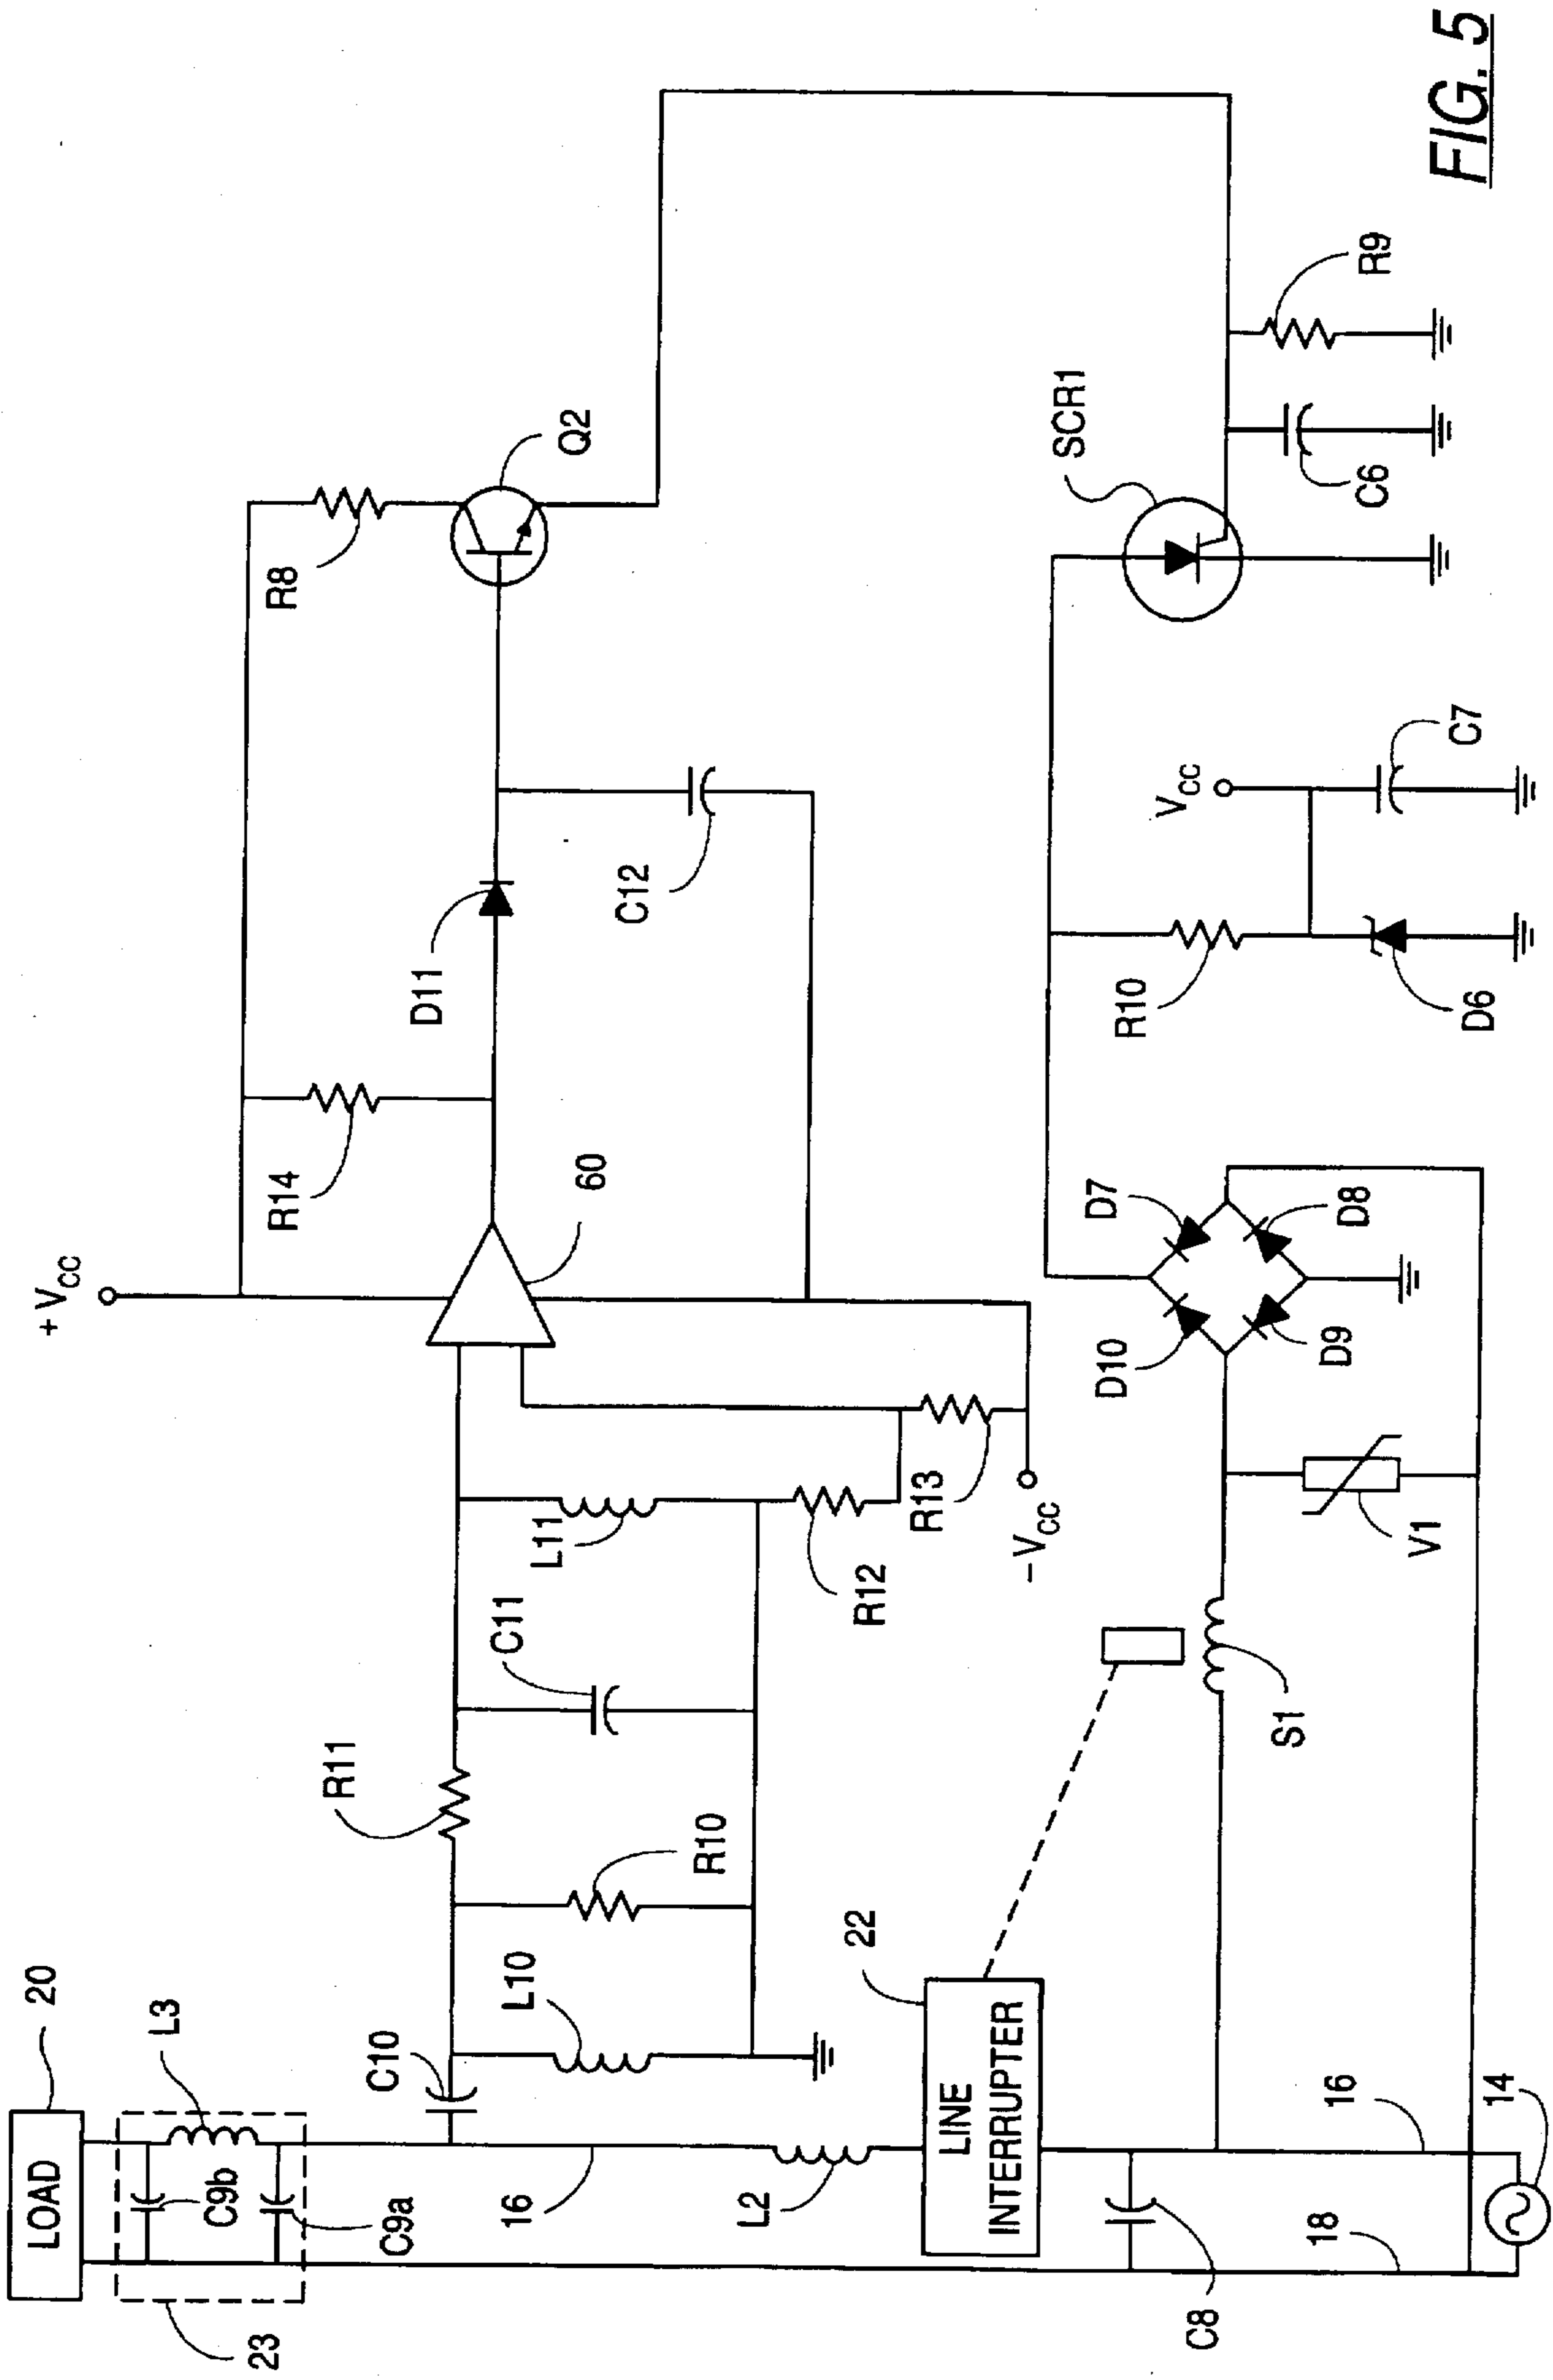 LOAD
20
23
L3
C9b
C9a
16
C10
L10
R10
R11
C11
L11
R12
R13
+VCC
-VCC
60
R14
D11
C12
R8
Q2
L2
LINE
INTERRUPTER
22
C8
18
16
14
S1
V1
D10
D7
D9
D8
R10
D6
VCC
C7
SCR1
C6
R9
FIG. 5